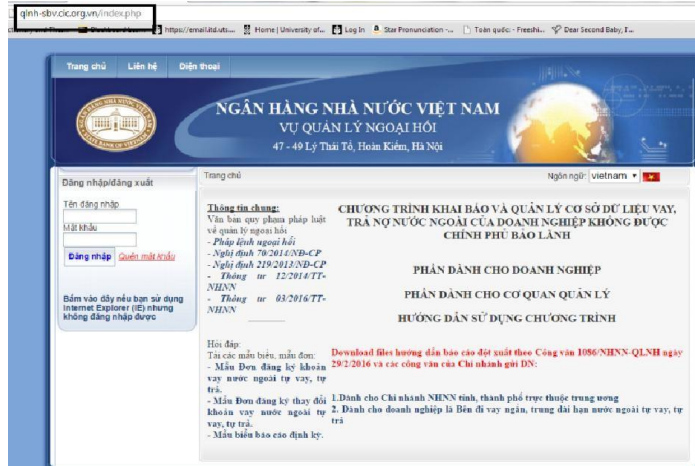 qlnh-sbv.cic.org.vn/index.php
https://
email.itd.uts....
Home | University of...
Log In
Star Pronunciation -...
Toàn quốc: - Freeshi...
Dear Second Baby, I...
Trang chủ Liên hệ Điện thoại
NGÂN HÀNG NHÀ NƯỚC VIỆT NAM
VỤ QUẢN LÝ NGOẠI HỐI
47 - 49 Lý Thái Tổ, Hoàn Kiếm, Hà Nội
Đăng nhập/đăng xuất
Tên đăng nhập
Mật khẩu
Đăng nhập Quên mật khẩu
Bấm vào đây nếu bạn sử dụng
Internet Explorer (IE) nhưng
không đăng nhập được
Trang chủ
Ngôn ngữ: vietnam
Thông tin chung:
Văn bản quy phạm pháp luật
về quản lý ngoại hối
- Pháp lệnh ngoại hối
- Nghị định 70/2014/NĐ-CP
- Nghị định 219/2013/NĐ-CP
- Thông tư 12/2014/TT-
NHNN
- Thông tư 03/2016/TT-
NHNN
Hỏi đáp:
Tải các mẫu biểu, mẫu đơn:
- Mẫu Đơn đăng ký khoản
vay nước ngoài tự vay, tự
trả.
- Mẫu Đơn đăng ký thay đổi
khoản vay nước ngoài tự
vay, tự trả.
- Mẫu biểu báo cáo định kỳ.
CHƯƠNG TRÌNH KHAI BÁO VÀ QUẢN LÝ CƠ SỞ DỮ LIỆU VAY,
TRẢ NỢ NƯỚC NGOÀI CỦA DOANH NGHIỆP KHÔNG ĐƯỢC
CHÍNH PHỦ BẢO LÃNH
PHẦN DÀNH CHO DOANH NGHIỆP
PHẦN DÀNH CHO CƠ QUAN QUẢN LÝ
HƯỚNG DẪN SỬ DỤNG CHƯƠNG TRÌNH
Download files hướng dẫn báo cáo đột xuất theo Công văn 1086/NHNN-QLNH ngày
29/2/2016 và các công văn của Chi nhánh gửi DN:
1.Dành cho Chi nhánh NHNN tỉnh, thành phố trực thuộc trung ương
2. Dành cho doanh nghiệp là Bên đi vay ngắn, trung dài hạn nước ngoài tự vay, tự
trả